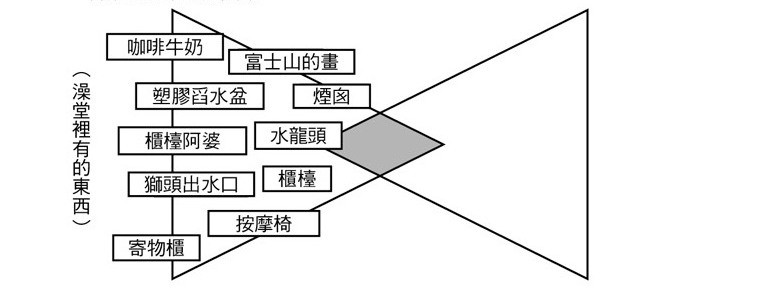 （澡堂裡有的東西）
咖啡牛奶
富士山的畫
塑膠舀水盆
煙囪
櫃檯阿婆
水龍頭
獅頭出水口
櫃檯
按摩椅
寄物櫃